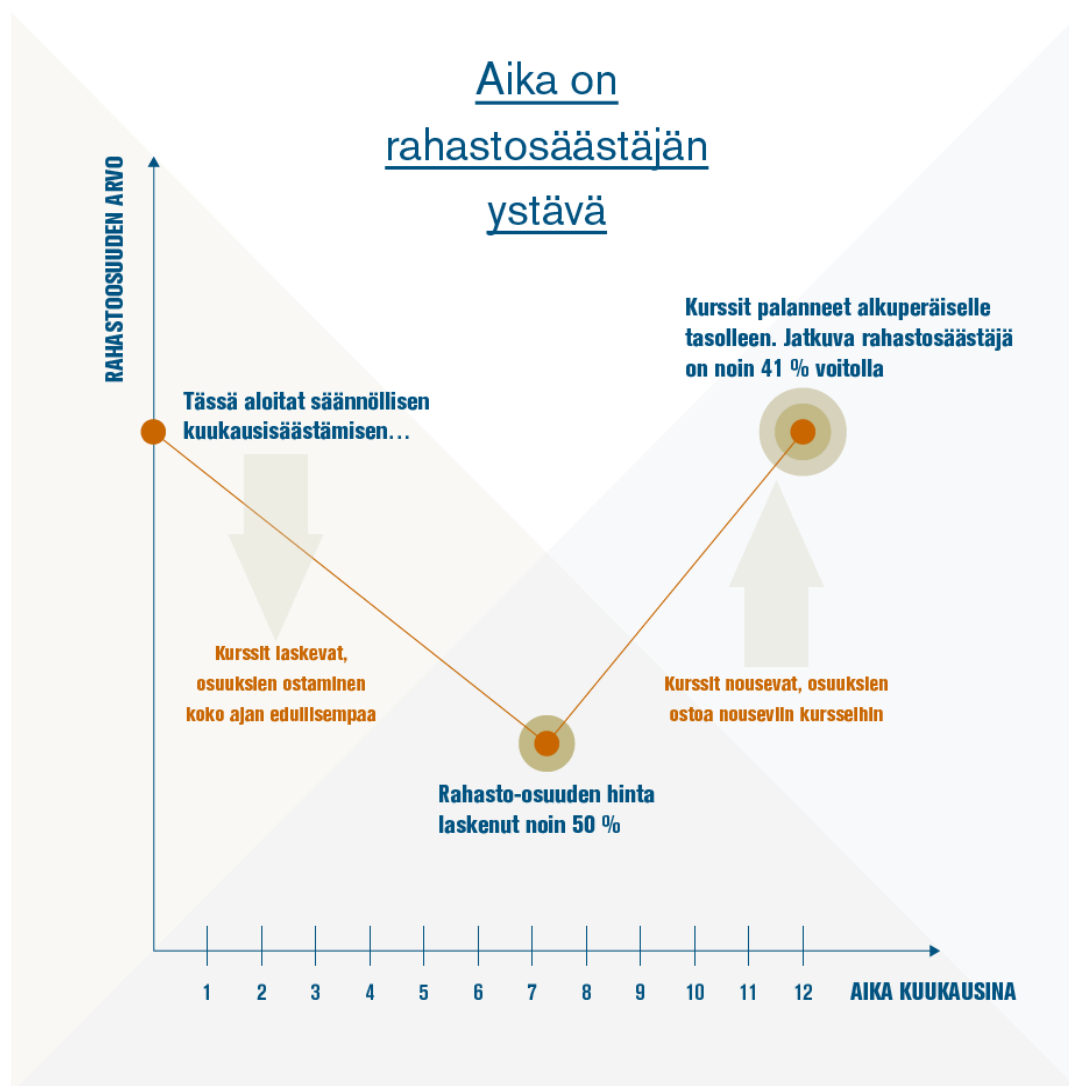 Aika on
rahastosäästäjän
ystävä
RAHASTOOSUUDEN ARVO
Kurssit palanneet alkuperäiselle
tasolleen. Jatkuva rahastosäästäjä
on noin 41 % voitolla
Tässä aloitat säännöllisen
kuukausisäästämisen...
Kurssit laskevat,
osuuksien ostaminen
koko ajan edullisempaa
Kurssit nousevat, osuuksien
ostoa nouseviin kursseihin
Rahasto-osuuden hinta
laskenut noin 50 %
1 2 3 4 5 6 7 8 9 10 11 12 AIKA KUUKAUSINA